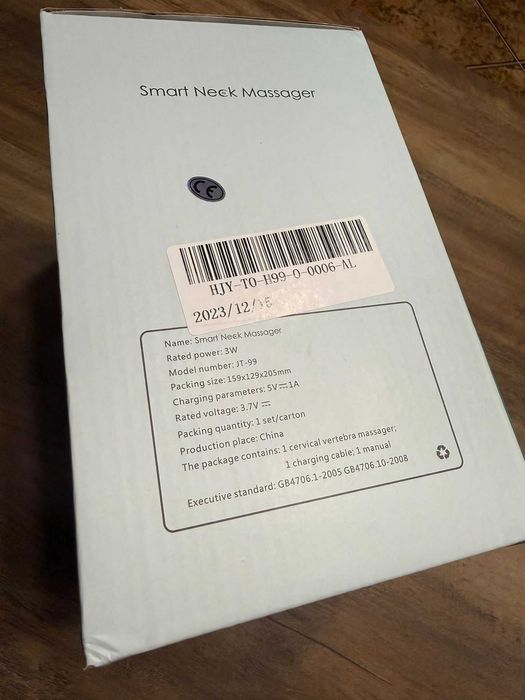 Smart Neck Massager
CE
HJY-TO-H99-0-0006-AL
2023/12/15
Name: Smart Neck Massager
Rated power: 3W
Model number: JT-99
Packing size: 159x129x205mm
Charging parameters: 5V⎓1A
Rated voltage: 3.7V⎓
Packing quantity: 1 set/carton
Production place: China
The package contains: 1 cervical vertebra massager;
1 charging cable; 1 manual
Executive standard: GB4706.1-2005 GB4706.10-2008